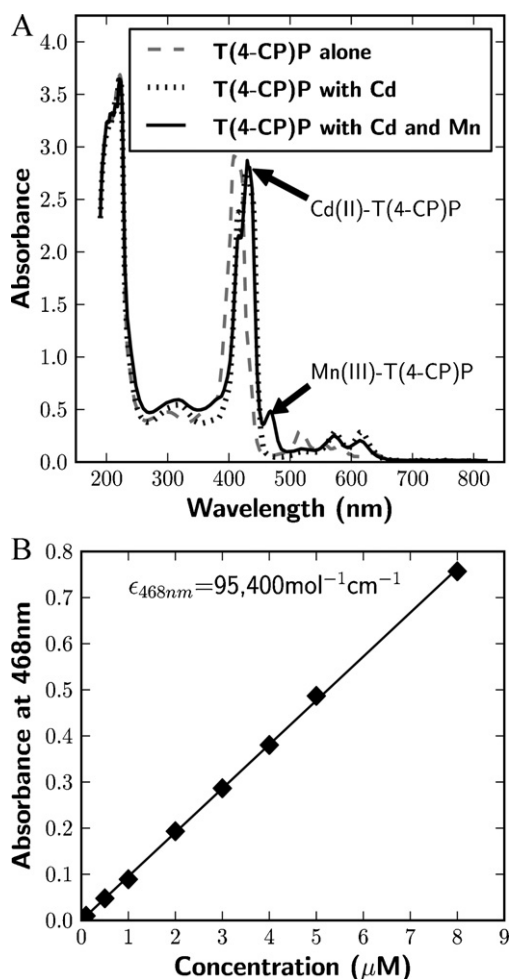 A
T(4-CP)P alone
T(4-CP)P with Cd
T(4-CP)P with Cd and Mn
Cd(II)-T(4-CP)P
Mn(III)-T(4-CP)P
Absorbance
4.0
3.5
3.0
2.5
2.0
1.5
1.0
0.5
0.0
200 300 400 500 600 700 800
Wavelength (nm)
B
ϵ468nm=95,400mol−1cm−1
Absorbance at 468nm
0.8
0.7
0.6
0.5
0.4
0.3
0.2
0.1
0.0
0 1 2 3 4 5 6 7 8 9
Concentration (μM)